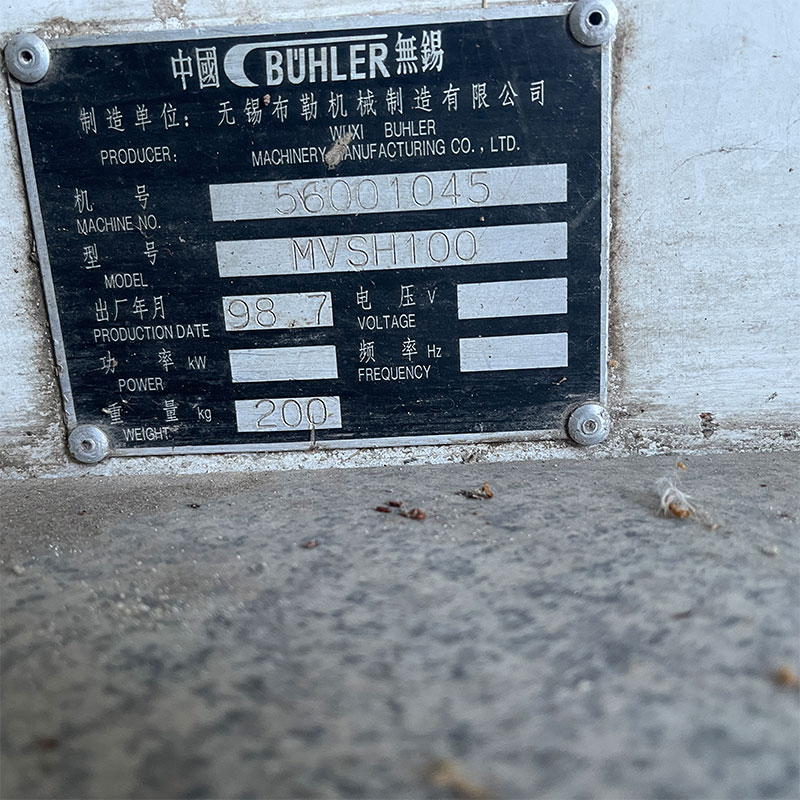 中國 BÜHLER 無錫
制造单位： 无锡布勒机械制造有限公司
WUXI BUHLER
PRODUCER: MACHINERY MANUFACTURING CO., LTD.
机 号 56001045
MACHINE NO.
型 号 MVSH100
MODEL
出厂年月 98 7 电 压 V
PRODUCTION DATE VOLTAGE
功 率 kW 频 率 Hz
POWER FREQUENCY
重 量 kg 200
WEIGHT